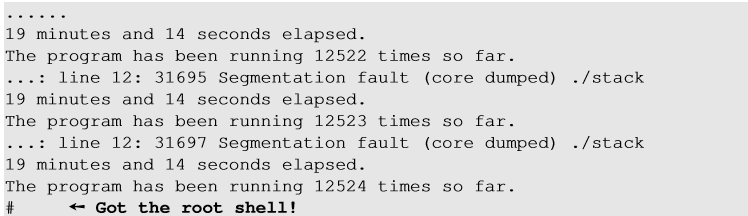 ......
19 minutes and 14 seconds elapsed.
The program has been running 12522 times so far.
...: line 12: 31695 Segmentation fault (core dumped) ./stack
19 minutes and 14 seconds elapsed.
The program has been running 12523 times so far.
...: line 12: 31697 Segmentation fault (core dumped) ./stack
19 minutes and 14 seconds elapsed.
The program has been running 12524 times so far.
# ← Got the root shell!